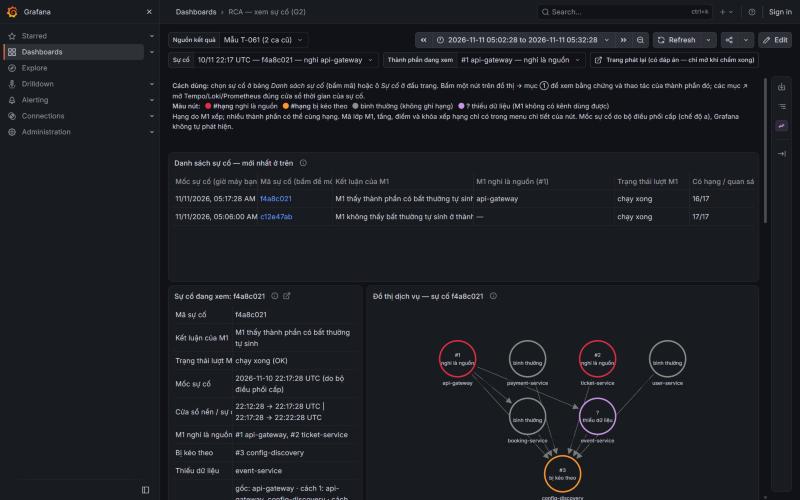 Grafana
Dashboards › RCA — xem sự cố (G2)
Search...
ctrl+k
Sign in
Starred
Dashboards
Explore
Drilldown
Alerting
Connections
Administration
Nguồn kết quả
Mẫu T-061 (2 ca cũ)
2026-11-11 05:02:28 to 2026-11-11 05:32:28
Refresh
Edit
Sự cố
10/11 22:17 UTC — f4a8c021 — nghi api-gateway
Thành phần đang xem
#1 api-gateway — nghi là nguồn
Trang phát lại (có đáp án — chỉ mở khi chấm xong)
Cách dùng: chọn sự cố ở bảng Danh sách sự cố (bấm mã) hoặc ô Sự cố ở đầu trang. Bấm một nút trên đồ thị → mục ① để xem bằng chứng và thao tác của thành phần đó; các mục ↗
mở Tempo/Loki/Prometheus đúng cửa sổ thời gian của sự cố.
Màu nút: #hạng nghi là nguồn #hạng bị kéo theo bình thường (không ghi hạng) ? thiếu dữ liệu (M1 không có kênh dùng được)
Hạng do M1 xếp; nhiều thành phần có thể cùng hạng. Mã lớp M1, tầng, điểm và khóa xếp hạng chỉ có trong menu chi tiết của nút. Mốc sự cố do bộ điều phối cấp (chế độ a), Grafana
không tự phát hiện.
Danh sách sự cố — mới nhất ở trên
Mốc sự cố (giờ máy bạn
Mã sự cố (bấm để mở
Kết luận của M1
M1 nghi là nguồn (#1)
Trạng thái lượt M1
Có hạng / quan sá
11/11/2026, 05:17:28 AM
f4a8c021
M1 thấy thành phần có bất thường tự sinh
api-gateway
chạy xong
16/17
11/11/2026, 05:06:00 AM
c12e47ab
M1 không thấy bất thường tự sinh ở thành
—
chạy xong
17/17
Sự cố đang xem: f4a8c021
Mã sự cố
f4a8c021
Kết luận của M1
M1 thấy thành phần có bất thường
tự sinh
Trạng thái lượt M
chạy xong (OK)
Mốc sự cố
2026-11-10 22:17:28 UTC (do bộ
điều phối cấp)
Cửa sổ nền / sự c
22:12:28 → 22:17:28 UTC |
22:17:28 → 22:22:28 UTC
M1 nghi là nguồn
#1 api-gateway, #2 ticket-service
Bị kéo theo
#3 config-discovery
Thiếu dữ liệu
event-service
gốc: api-gateway · cách 1: api-
gateway, config-discovery · cách
Đồ thị dịch vụ — sự cố f4a8c021
#1
nghi là nguồn
api-gateway
bình thường
payment-service
#2
nghi là nguồn
ticket-service
bình thường
user-service
bình thường
booking-service
?
thiếu dữ liệu
event-service
#3
bị kéo theo
config-discovery